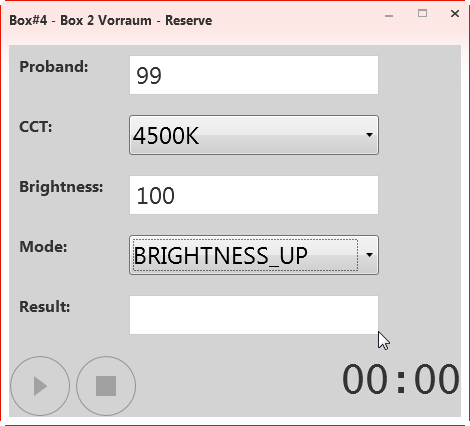 Box#4 - Box 2 Vorraum - Reserve
Proband: 99
CCT: 4500K
Brightness: 100
Mode: BRIGHTNESS_UP
Result:
00:00